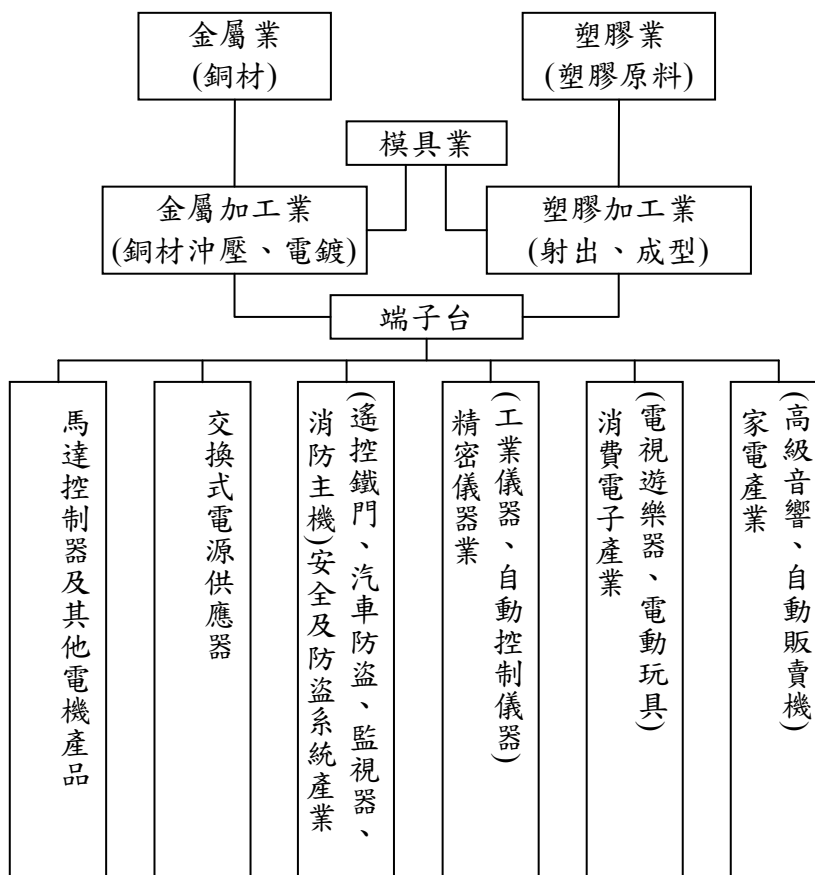 金屬業
(銅材)
塑膠業
(塑膠原料)
模具業
金屬加工業
(銅材沖壓、電鍍)
塑膠加工業
(射出、成型)
端子台
馬達控制器及其他電機產品
交換式電源供應器
(遙控鐵門、汽車防盜、監視器、
消防主機)安全及防盜系統產業
(工業儀器、自動控制儀器)
精密儀器業
(電視遊樂器、電動玩具)
消費電子產業
(高級音響、自動販賣機)
家電產業